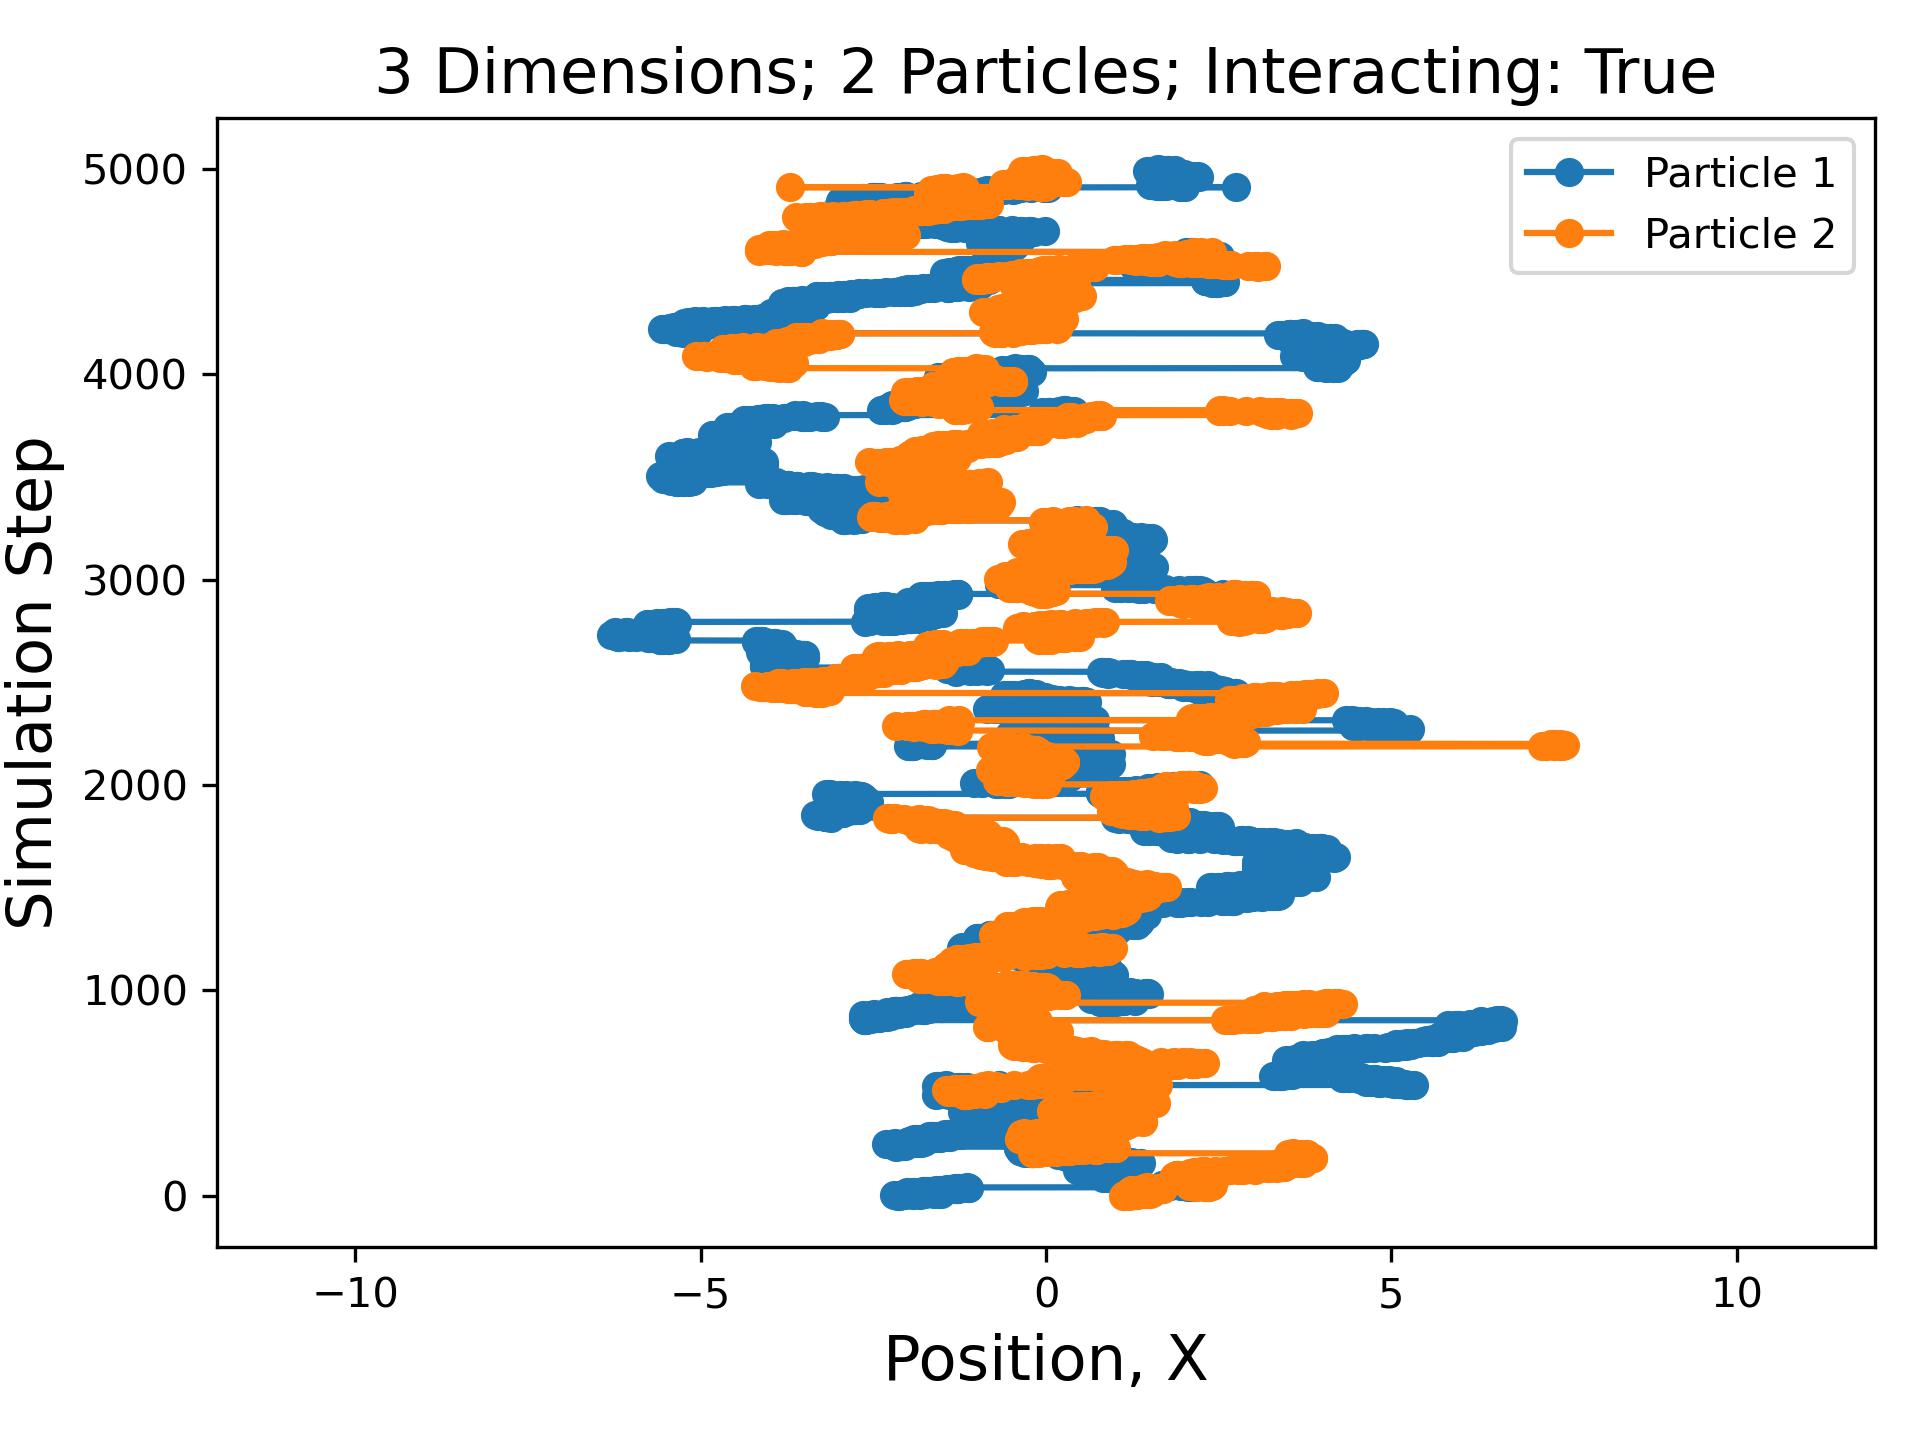 3 Dimensions; 2 Particles; Interacting: True
Particle 1
Particle 2
5000
4000
3000
2000
1000
0
Simulation Step
−10
−5
0
5
10
Position, X